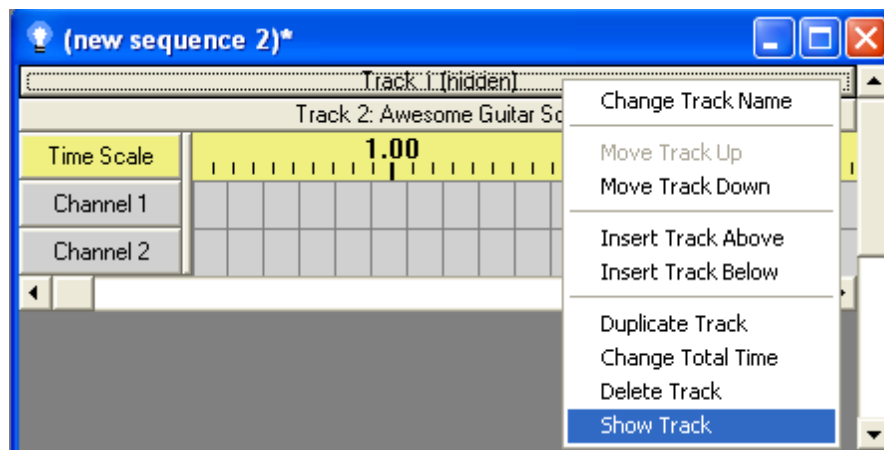 (new sequence 2)*
Track 1 (hidden)
Track 2: Awesome Guitar
Time Scale
1.00
Channel 1
Channel 2
Change Track Name
Move Track Up
Move Track Down
Insert Track Above
Insert Track Below
Duplicate Track
Change Total Time
Delete Track
Show Track